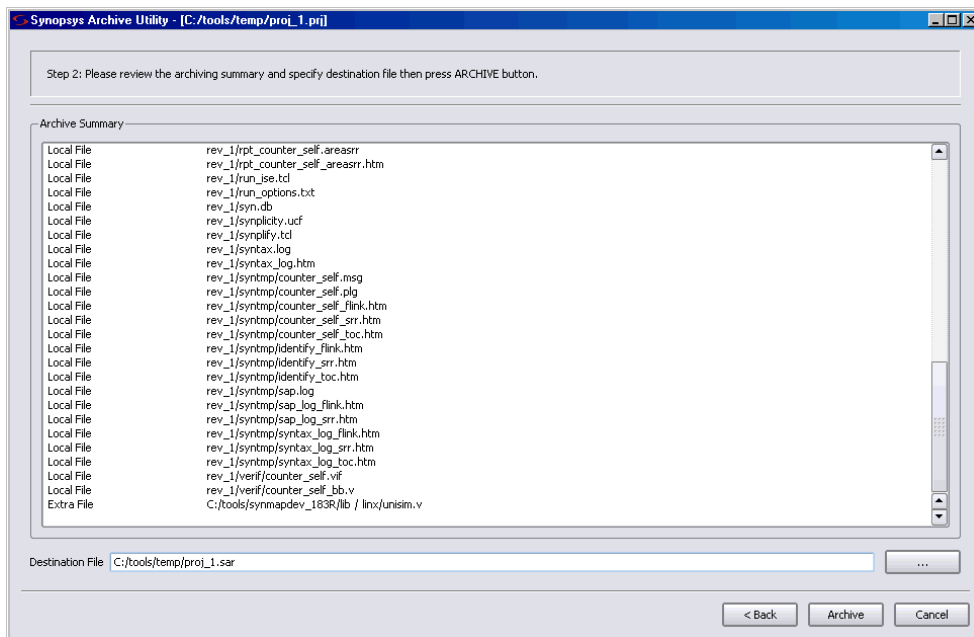 Synopsys Archive Utility - [C:/tools/temp/proj_1.prj]
Step 2: Please review the archiving summary and specify destination file then press ARCHIVE button.
Archive Summary
Local File rev_1/rpt_counter_self.areasrr
Local File rev_1/rpt_counter_self_areasrr.htm
Local File rev_1/run_ise.tcl
Local File rev_1/run_options.txt
Local File rev_1/syn.db
Local File rev_1/synplicity.ucf
Local File rev_1/synplify.tcl
Local File rev_1/syntax.log
Local File rev_1/syntax_log.htm
Local File rev_1/syntmp/counter_self.msg
Local File rev_1/syntmp/counter_self.plg
Local File rev_1/syntmp/counter_self_flink.htm
Local File rev_1/syntmp/counter_self_srr.htm
Local File rev_1/syntmp/counter_self_toc.htm
Local File rev_1/syntmp/identify_flink.htm
Local File rev_1/syntmp/identify_srr.htm
Local File rev_1/syntmp/identify_toc.htm
Local File rev_1/syntmp/sap.log
Local File rev_1/syntmp/sap_log_flink.htm
Local File rev_1/syntmp/sap_log_srr.htm
Local File rev_1/syntmp/syntax_log_flink.htm
Local File rev_1/syntmp/syntax_log_srr.htm
Local File rev_1/syntmp/syntax_log_toc.htm
Local File rev_1/verif/counter_self.vif
Local File rev_1/verif/counter_self_bb.v
Extra File C:/tools/synmapdev_183R/lib / linx/unisim.v
Destination File C:/tools/temp/proj_1.sar ...
< Back Archive Cancel